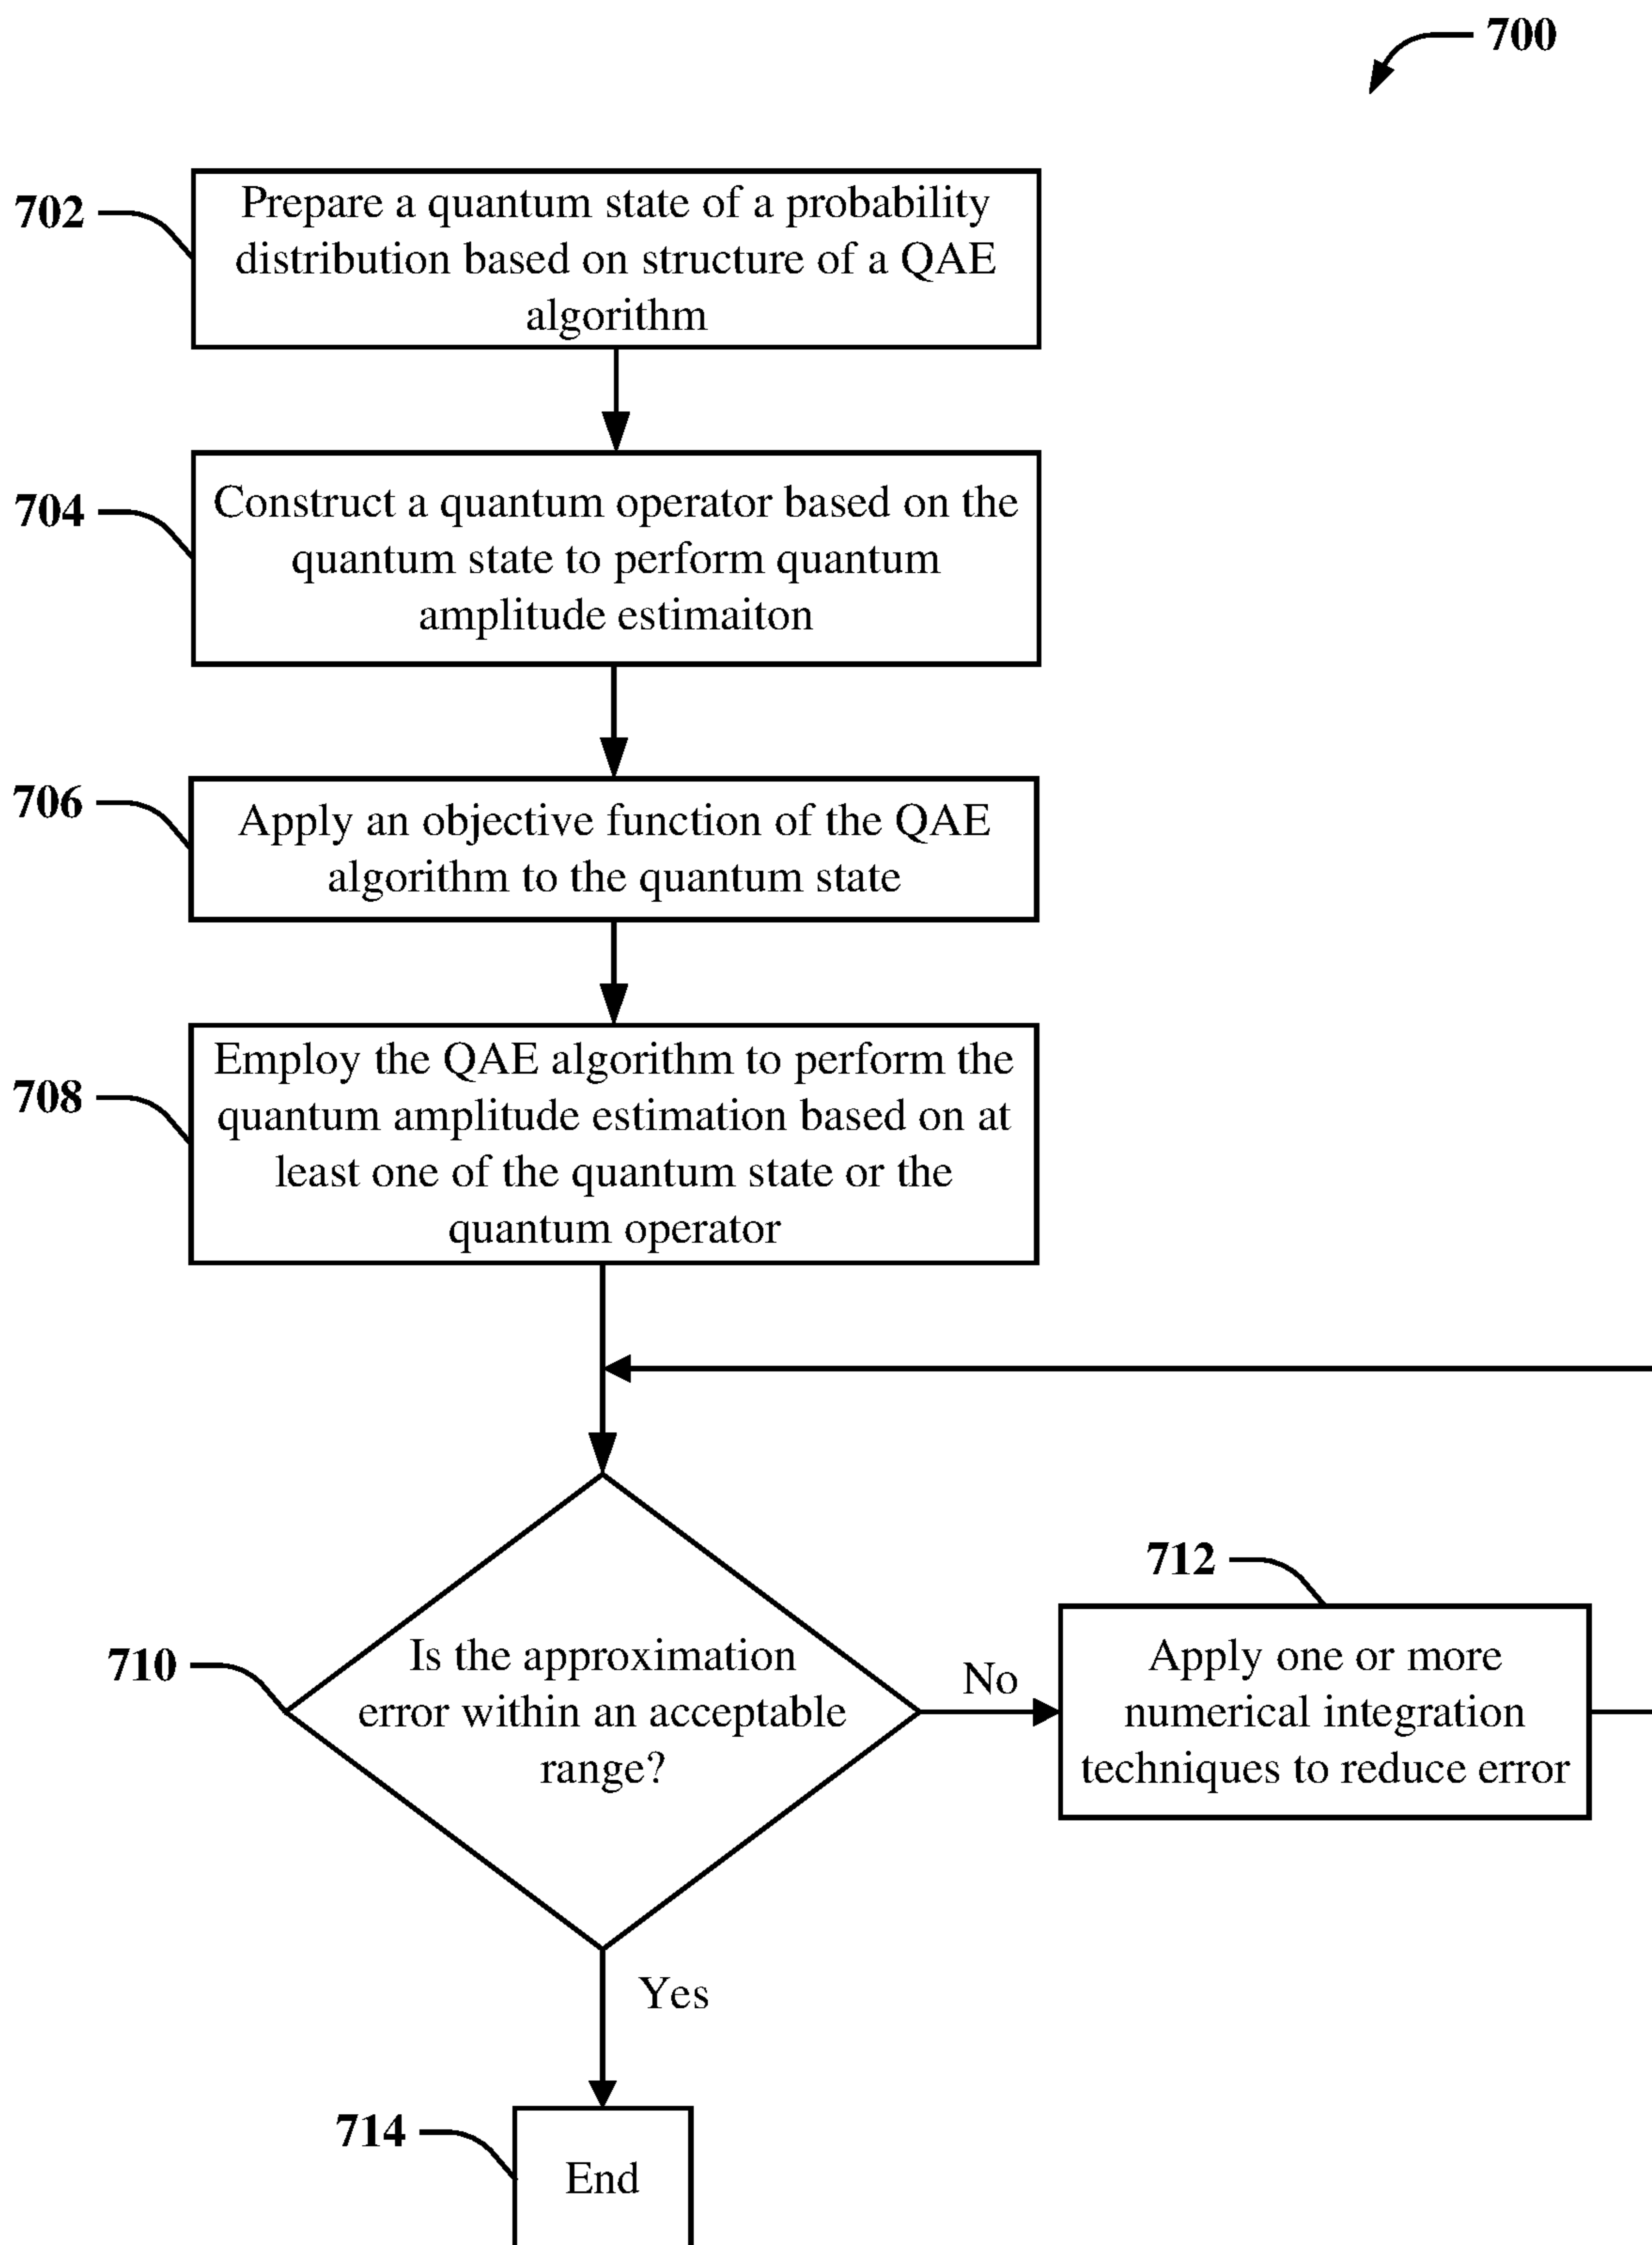 700
702
Prepare a quantum state of a probability
distribution based on structure of a QAE
algorithm
704
Construct a quantum operator based on the
quantum state to perform quantum
amplitude estimaiton
706
Apply an objective function of the QAE
algorithm to the quantum state
708
Employ the QAE algorithm to perform the
quantum amplitude estimation based on at
least one of the quantum state or the
quantum operator
710
Is the approximation
error within an acceptable
range?
No
712
Apply one or more
numerical integration
techniques to reduce error
Yes
714
End